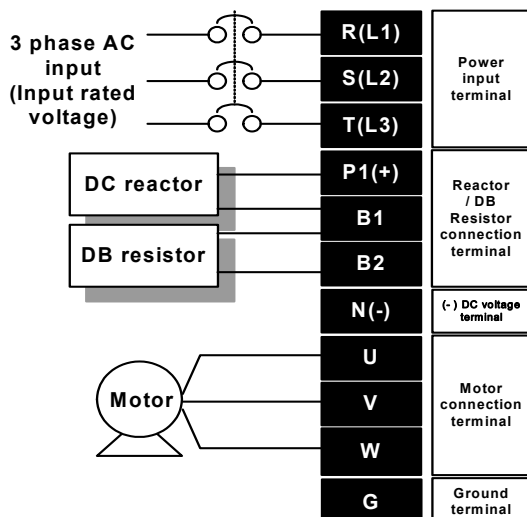 3 phase AC
input
(Input rated
voltage)
R(L1)
S(L2)
T(L3)
Power
input
terminal
DC reactor
DB resistor
P1(+)
B1
B2
Reactor
/ DB
Resistor
connection
terminal
N(-)
(-) DC voltage
terminal
Motor
U
V
W
Motor
connection
terminal
G
Ground
terminal